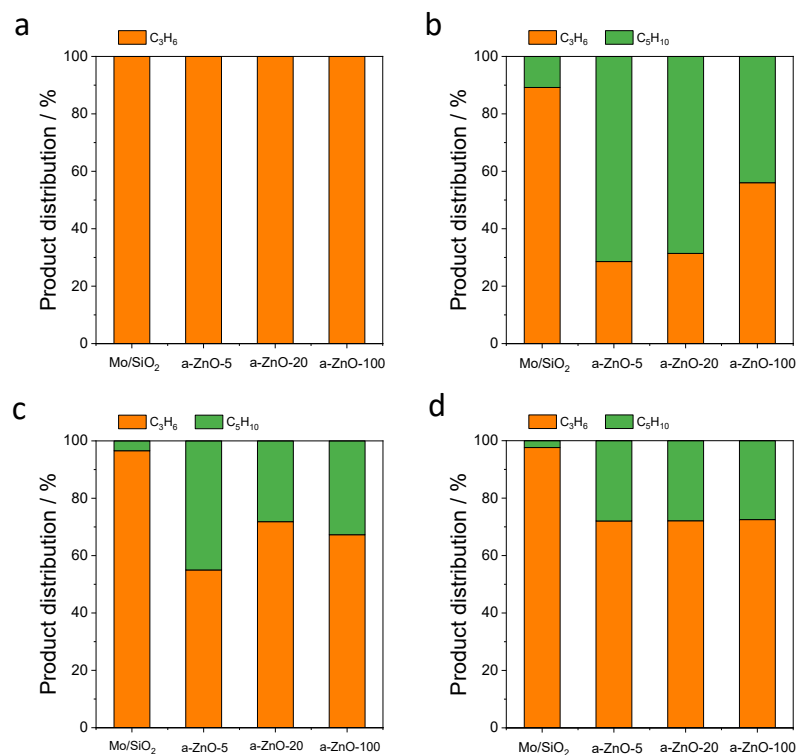 a
C₃H₆
Product distribution / %
100
80
60
40
20
0
Mo/SiO₂ a-ZnO-5 a-ZnO-20 a-ZnO-100
b
C₃H₆ C₅H₁₀
Product distribution / %
100
80
60
40
20
0
Mo/SiO₂ a-ZnO-5 a-ZnO-20 a-ZnO-100
c
C₃H₆ C₅H₁₀
Product distribution / %
100
80
60
40
20
0
Mo/SiO₂ a-ZnO-5 a-ZnO-20 a-ZnO-100
d
C₃H₆ C₅H₁₀
Product distribution / %
100
80
60
40
20
0
Mo/SiO₂ a-ZnO-5 a-ZnO-20 a-ZnO-100